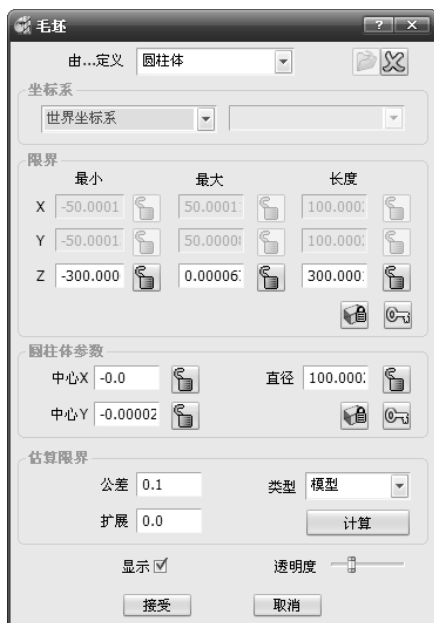 毛坯
由...定义 圆柱体
坐标系
世界坐标系
限界
最小 最大 长度
X -50.0001 50.0001 100.000
Y -50.0001 50.0000 100.000
Z -300.000 0.00006 300.000
圆柱体参数
中心X -0.0 直径 100.000
中心Y -0.00002
估算限界
公差 0.1 类型 模型
扩展 0.0 计算
显示 透明度
接受 取消